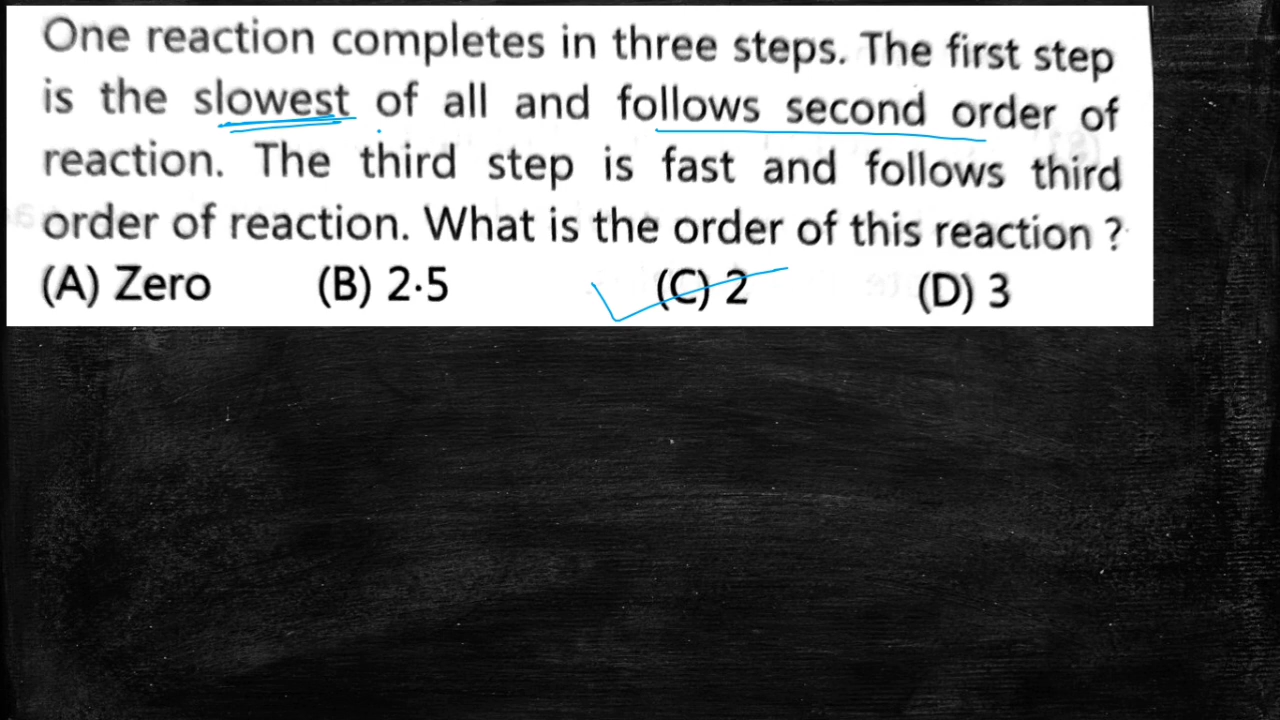 One reaction completes in three steps. The first step
is the slowest of all and follows second order of
reaction. The third step is fast and follows third
order of reaction. What is the order of this reaction ?
(A) Zero (B) 2·5 (C) 2 (D) 3